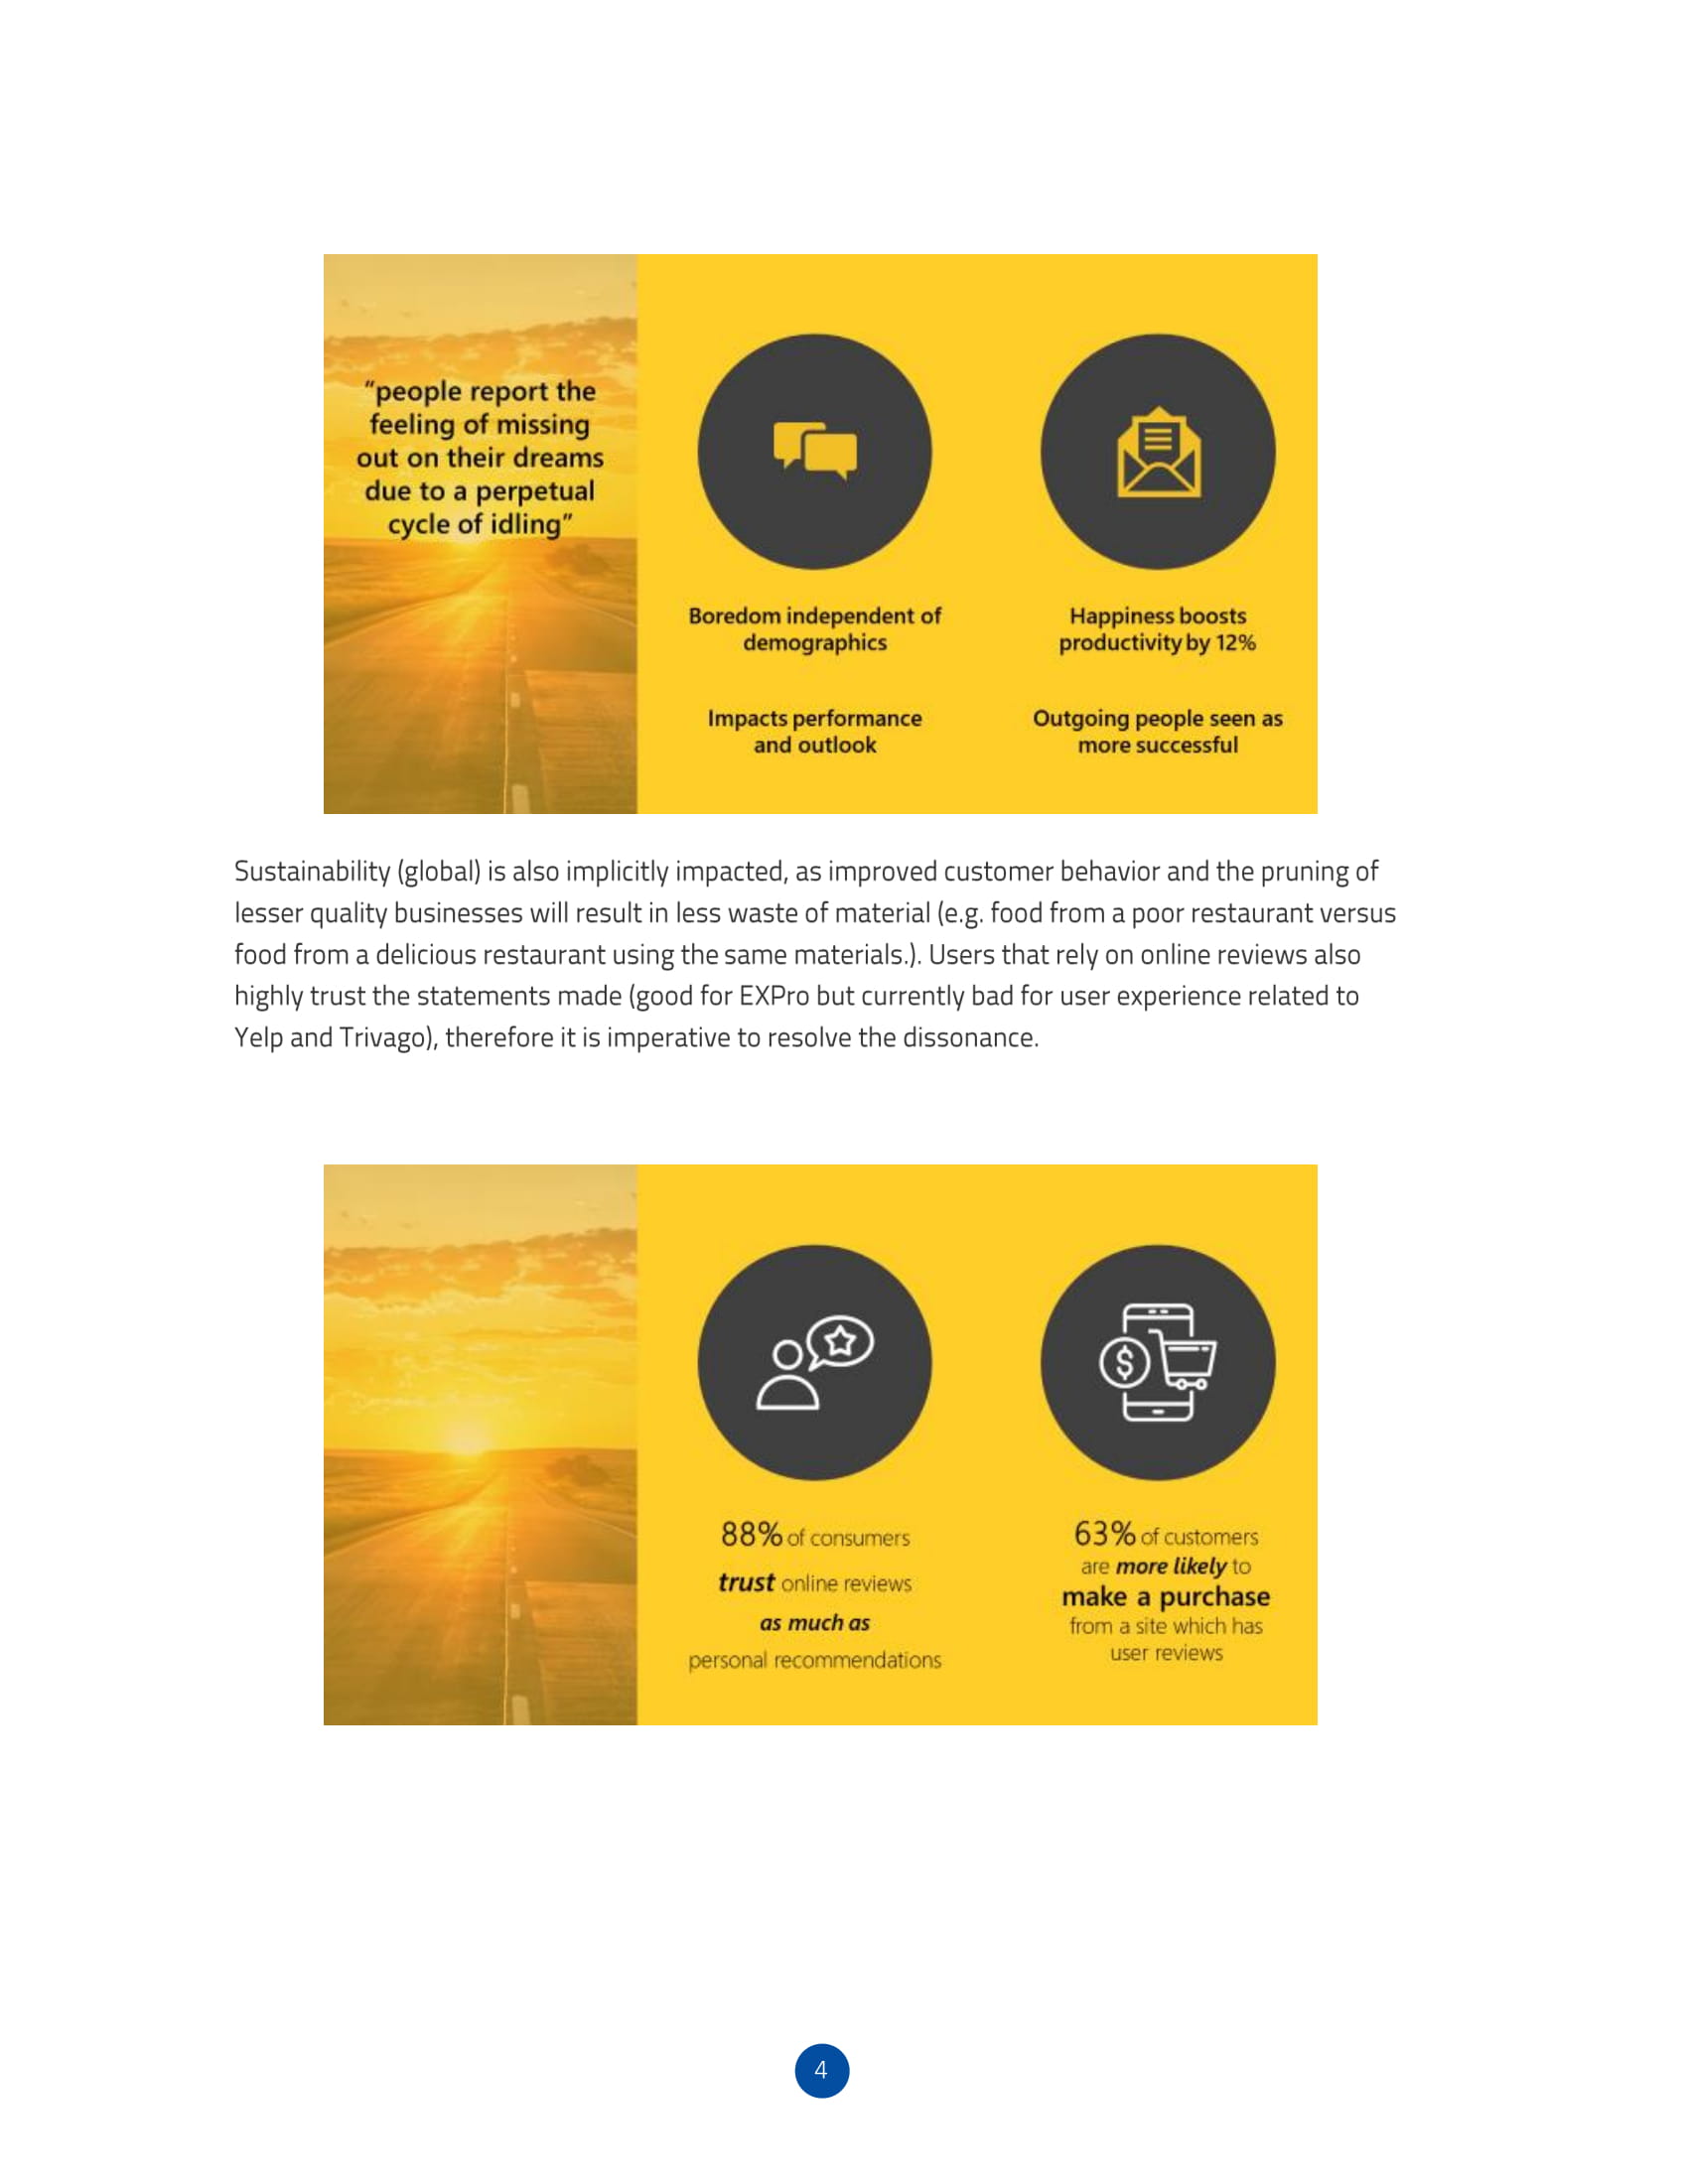 “people report the
feeling of missing
out on their dreams
due to a perpetual
cycle of idling”
Boredom independent of
demographics
Impacts performance
and outlook
Happiness boosts
productivity by 12%
Outgoing people seen as
more successful
Sustainability (global) is also implicitly impacted, as improved customer behavior and the pruning of
lesser quality businesses will result in less waste of material (e.g. food from a poor restaurant versus
food from a delicious restaurant using the same materials.). Users that rely on online reviews also
highly trust the statements made (good for EXPro but currently bad for user experience related to
Yelp and Trivago), therefore it is imperative to resolve the dissonance.
$
88% of consumers
trust online reviews
as much as
personal recommendations
63% of customers
are more likely to
make a purchase
from a site which has
user reviews
4